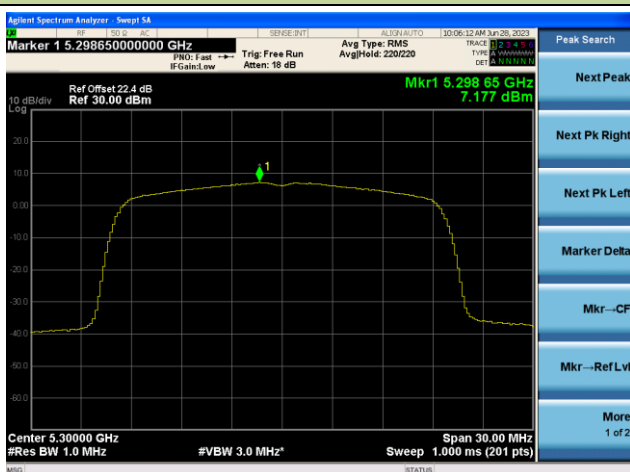 Agilent Spectrum Analyzer - Swept SA
LXI RF 50 Ω AC SENSE:INT ALIGN AUTO 10:06:12 AM Jun 28, 2023
Marker 1 5.298650000000 GHz
PNO: Fast
IFGain:Low
Trig: Free Run
Atten: 18 dB
Avg Type: RMS
Avg|Hold: 220/220
TRACE 1 2 3 4 5 6
TYPE A WWWWW
DET A N N N N N
Peak Search
Mkr1 5.298 65 GHz
7.177 dBm
Ref Offset 22.4 dB
10 dB/div Ref 30.00 dBm
Log
1
20.0
10.0
0.00
-10.0
-20.0
-30.0
-40.0
-50.0
-60.0
Center 5.30000 GHz Span 30.00 MHz
#Res BW 1.0 MHz #VBW 3.0 MHz* Sweep 1.000 ms (201 pts)
MSG STATUS
Next Peak
Next Pk Right
Next Pk Left
Marker Delta
Mkr→CF
Mkr→Ref Lvl
More
1 of 2